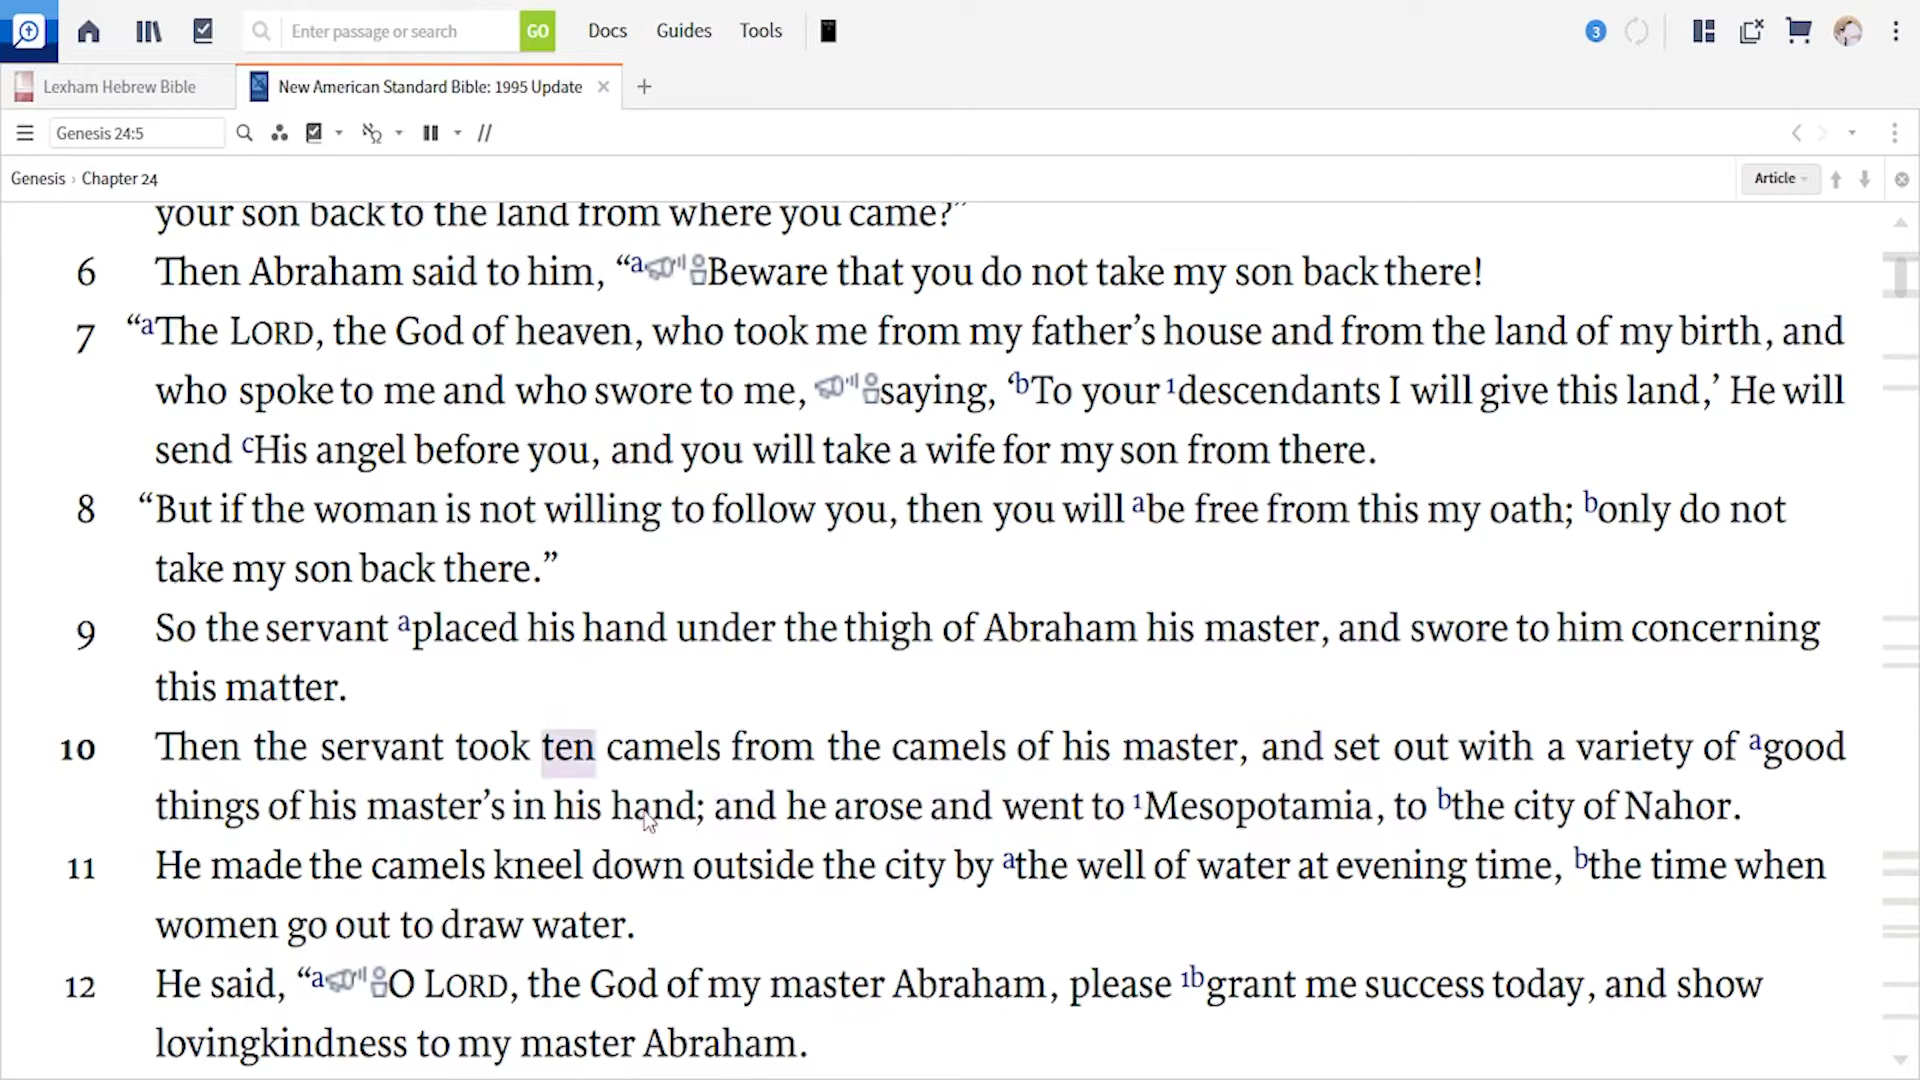 Enter passage or search GO Docs Guides Tools 3
Lexham Hebrew Bible New American Standard Bible: 1995 Update
Genesis 24:5
Genesis › Chapter 24 Article
your son back to the land from where you came?”
6 Then Abraham said to him, “aBeware that you do not take my son back there!
7 “aThe LORD, the God of heaven, who took me from my father’s house and from the land of my birth, and
who spoke to me and who swore to me, saying, ‘bTo your 1descendants I will give this land,’ He will
send cHis angel before you, and you will take a wife for my son from there.
8 “But if the woman is not willing to follow you, then you will abe free from this my oath; bonly do not
take my son back there.”
9 So the servant aplaced his hand under the thigh of Abraham his master, and swore to him concerning
this matter.
10 Then the servant took ten camels from the camels of his master, and set out with a variety of agood
things of his master’s in his hand; and he arose and went to 1Mesopotamia, to bthe city of Nahor.
11 He made the camels kneel down outside the city by athe well of water at evening time, bthe time when
women go out to draw water.
12 He said, “aO LORD, the God of my master Abraham, please 1bgrant me success today, and show
lovingkindness to my master Abraham.